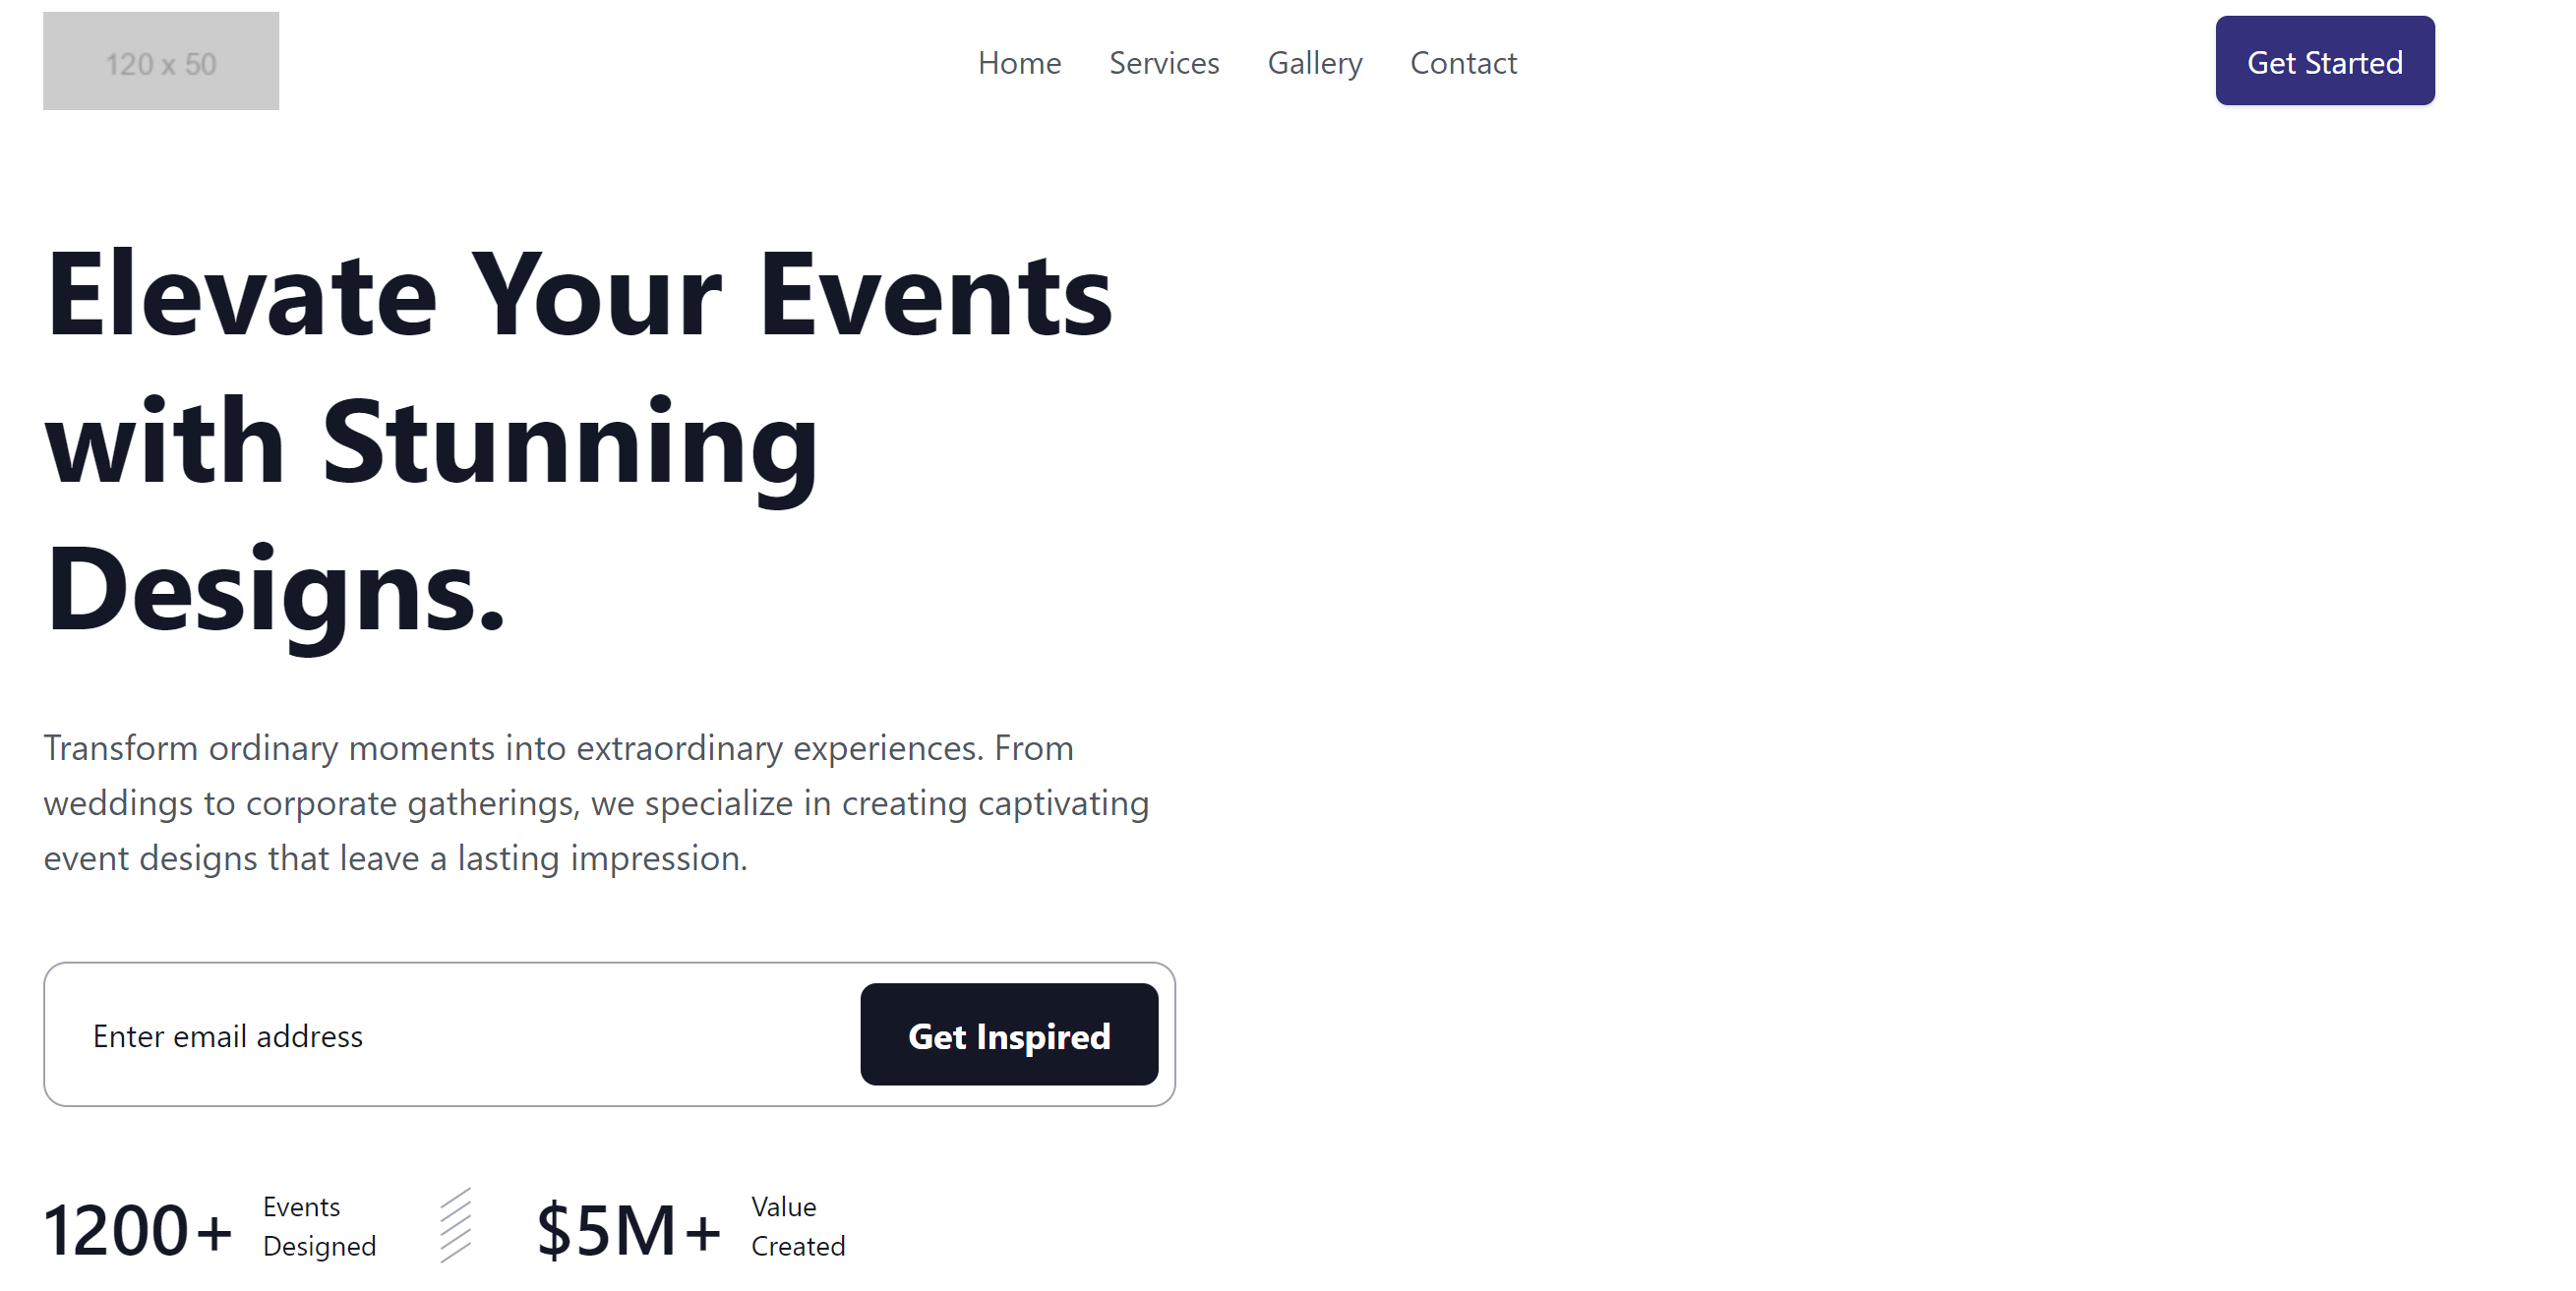 120 x 50
Home Services Gallery Contact
Get Started
Elevate Your Events
with Stunning
Designs.
Transform ordinary moments into extraordinary experiences. From
weddings to corporate gatherings, we specialize in creating captivating
event designs that leave a lasting impression.
Enter email address
Get Inspired
1200+
Events
Designed
$5M+
Value
Created